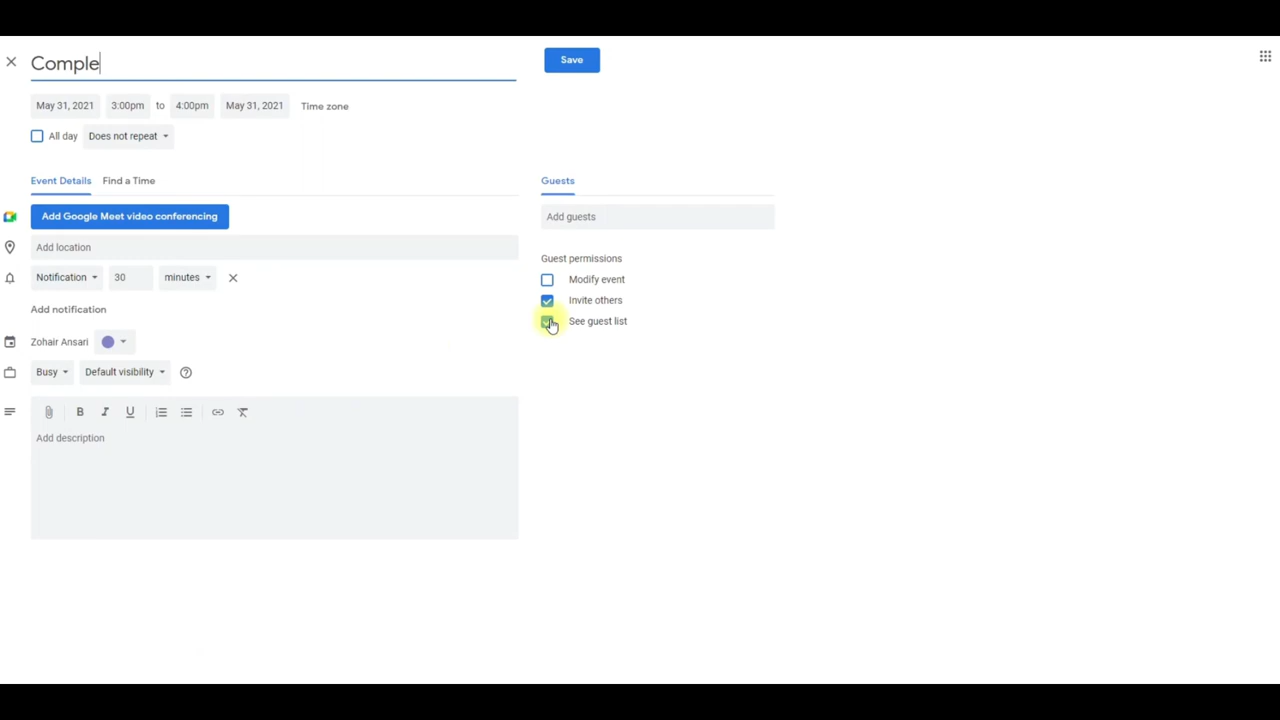 Comple
Save
May 31, 2021 3:00pm to 4:00pm May 31, 2021 Time zone
All day Does not repeat
Event Details Find a Time
Guests
Add Google Meet video conferencing
Add guests
Add location
Guest permissions
Notification 30 minutes
Modify event
Invite others
Add notification
See guest list
Zohair Ansari
Busy Default visibility
B I U
Add description